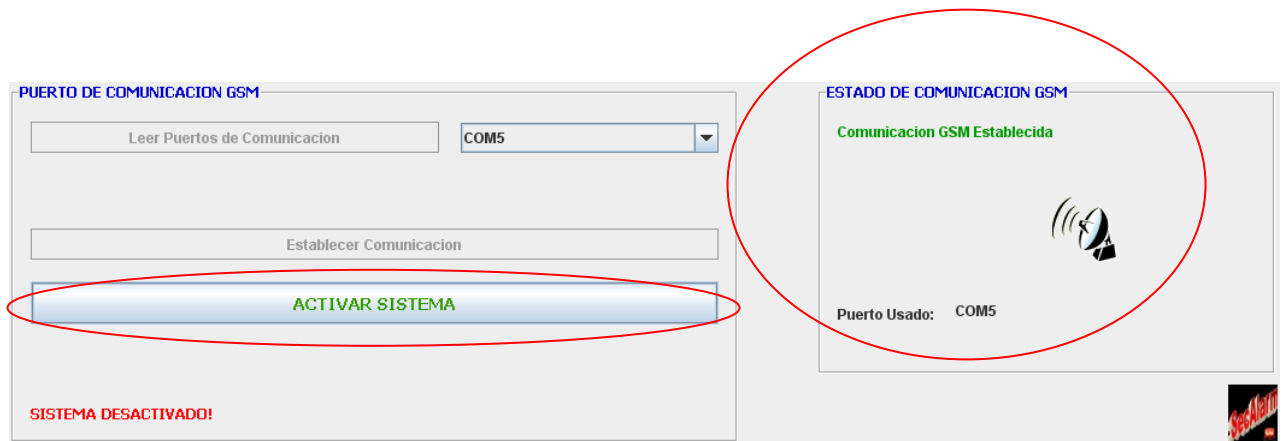 PUERTO DE COMUNICACION GSM
Leer Puertos de Comunicacion
COM5
Establecer Comunicacion
ACTIVAR SISTEMA
SISTEMA DESACTIVADO!
ESTADO DE COMUNICACION GSM
Comunicacion GSM Establecida
Puerto Usado: COM5
SecAlarm